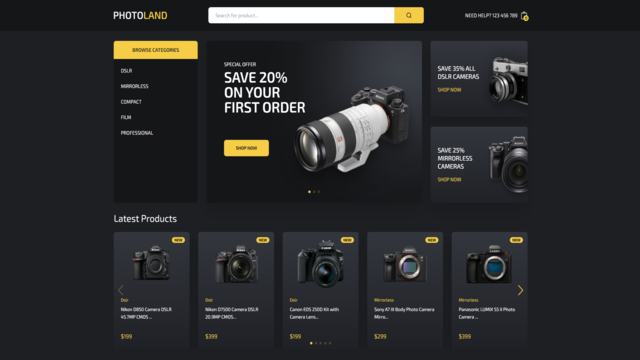 PHOTOLAND
Search for product...
NEED HELP? 123 456 789
BROWSE CATEGORIES
DSLR
MIRRORLESS
COMPACT
FILM
PROFESSIONAL
SPECIAL OFFER
SAVE 20%
ON YOUR
FIRST ORDER
SHOP NOW
SAVE 35% ALL
DSLR CAMERAS
SHOP NOW
SAVE 25%
MIRRORLESS
CAMERAS
SHOP NOW
Latest Products
NEW
NEW
NEW
NEW
NEW
Dslr
Nikon D850 Camera DSLR
45.7MP CMOS ...
$199
Dslr
Nikon D7500 Camera DSLR
20.9MP CMOS...
$399
Dslr
Canon EOS 250D Kit with
Camera Lens...
$199
Mirrorless
Sony A7 III Body Photo Camera
Mirro...
$299
Mirrorless
Panasonic LUMIX S5 II Photo
Camera ...
$399